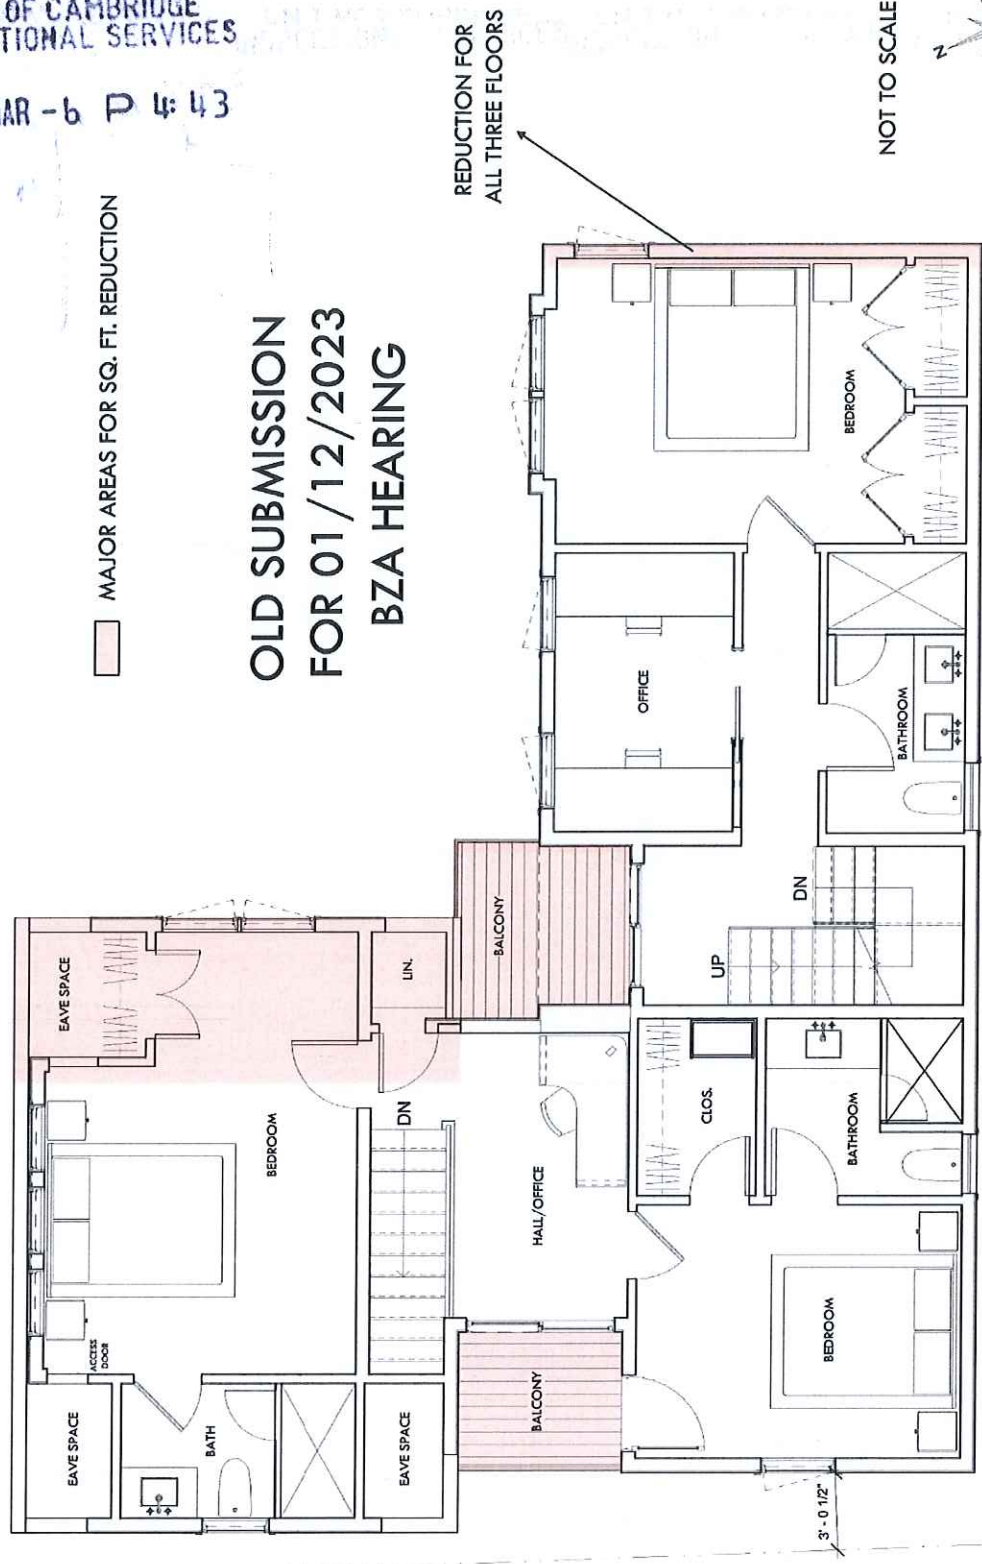 OF CAMBRIDGE
TIONAL SERVICES
AR -6 P 4:43
MAJOR AREAS FOR SQ. FT. REDUCTION
OLD SUBMISSION
FOR 01/12/2023
BZA HEARING
REDUCTION FOR
ALL THREE FLOORS
NOT TO SCALE
N
EAVE SPACE
LIN.
BALCONY
BEDROOM
DN
HALL/OFFICE
ACCESS
DOOR
EAVE SPACE
BATH
EAVE SPACE
BALCONY
BEDROOM
CLOS.
BATHROOM
UP
DN
OFFICE
BATHROOM
BEDROOM
3' - 0 1/2"